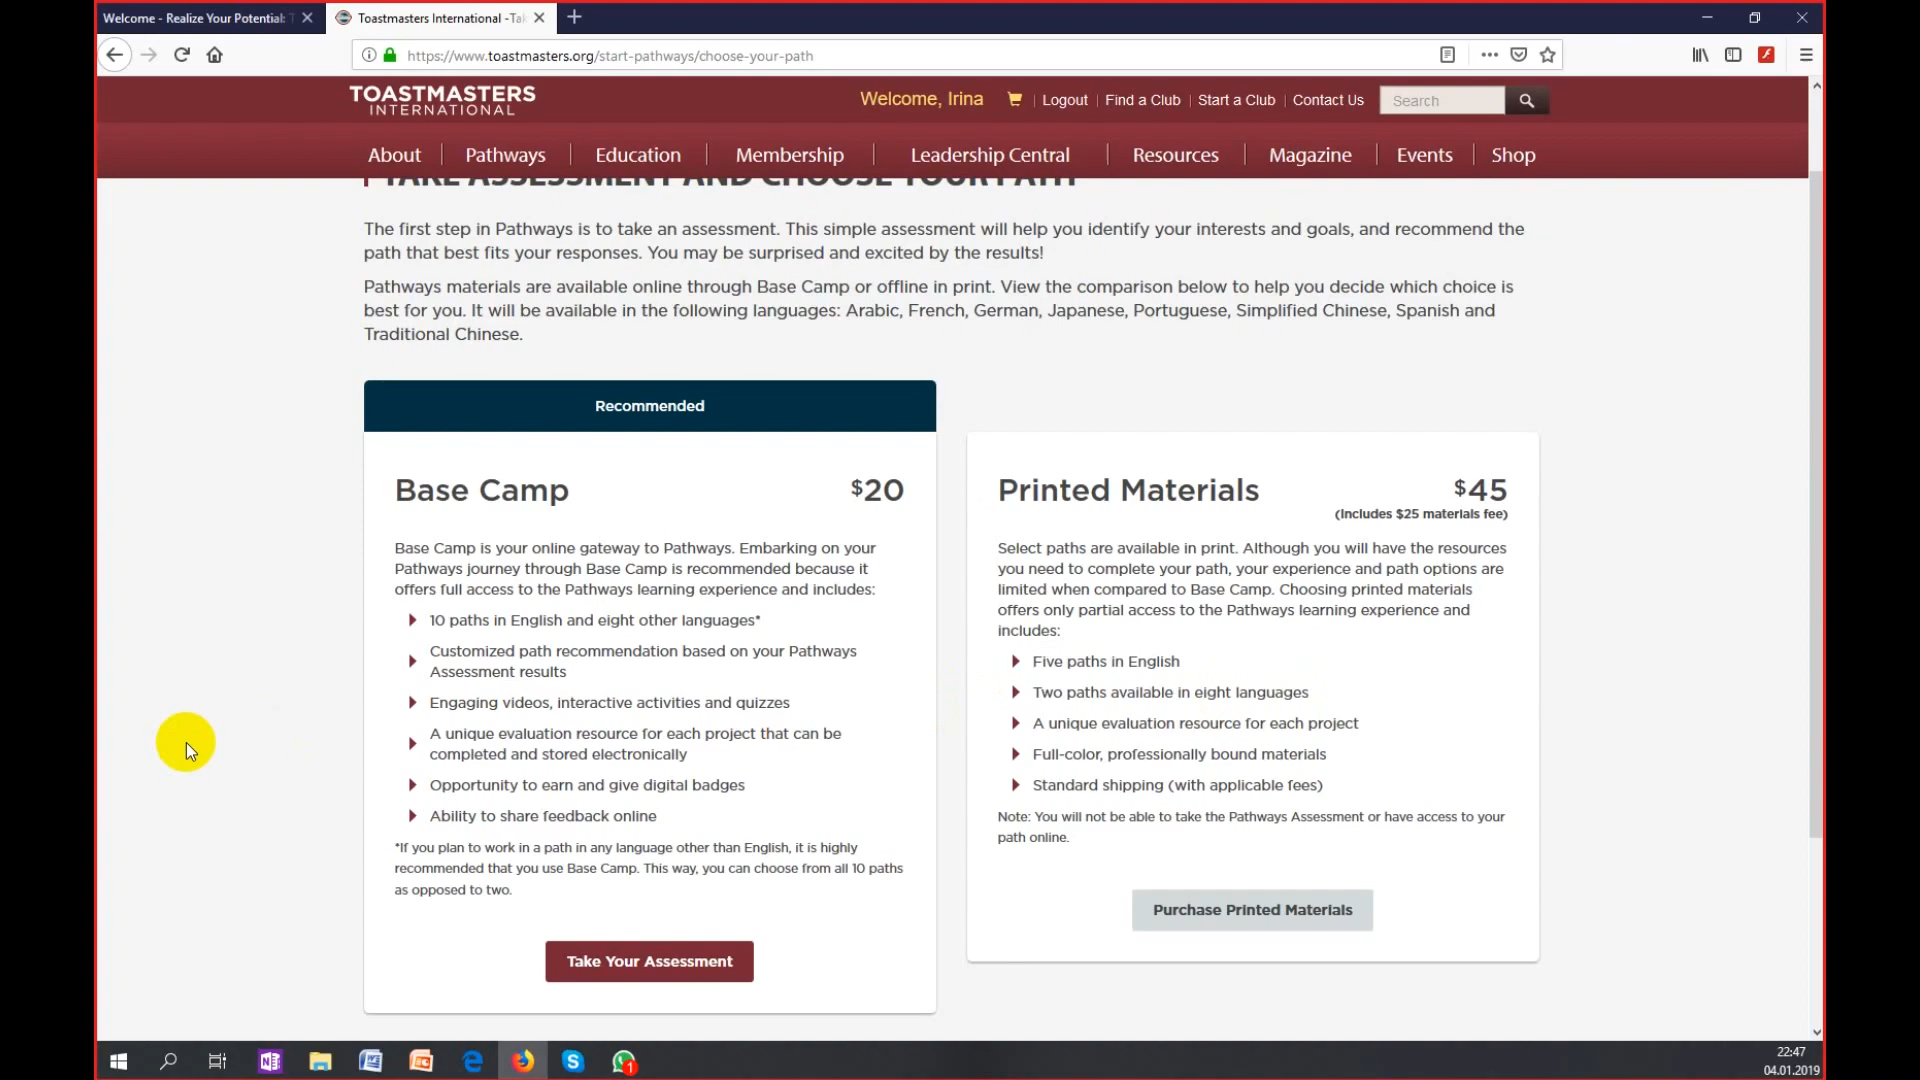 Welcome - Realize Your Potential:
Toastmasters International -Tak
https://www.toastmasters.org/start-pathways/choose-your-path
TOASTMASTERS
INTERNATIONAL
Welcome, Irina
Logout
Find a Club
Start a Club
Contact Us
Search
About
Pathways
Education
Membership
Leadership Central
Resources
Magazine
Events
Shop
TAKE ASSESSMENT AND CHOOSE YOUR PATH
The first step in Pathways is to take an assessment. This simple assessment will help you identify your interests and goals, and recommend the
path that best fits your responses. You may be surprised and excited by the results!
Pathways materials are available online through Base Camp or offline in print. View the comparison below to help you decide which choice is
best for you. It will be available in the following languages: Arabic, French, German, Japanese, Portuguese, Simplified Chinese, Spanish and
Traditional Chinese.
Recommended
Base Camp
$20
Base Camp is your online gateway to Pathways. Embarking on your
Pathways journey through Base Camp is recommended because it
offers full access to the Pathways learning experience and includes:
10 paths in English and eight other languages*
Customized path recommendation based on your Pathways
Assessment results
Engaging videos, interactive activities and quizzes
A unique evaluation resource for each project that can be
completed and stored electronically
Opportunity to earn and give digital badges
Ability to share feedback online
*If you plan to work in a path in any language other than English, it is highly
recommended that you use Base Camp. This way, you can choose from all 10 paths
as opposed to two.
Take Your Assessment
Printed Materials
$45
(includes $25 materials fee)
Select paths are available in print. Although you will have the resources
you need to complete your path, your experience and path options are
limited when compared to Base Camp. Choosing printed materials
offers only partial access to the Pathways learning experience and
includes:
Five paths in English
Two paths available in eight languages
A unique evaluation resource for each project
Full-color, professionally bound materials
Standard shipping (with applicable fees)
Note: You will not be able to take the Pathways Assessment or have access to your
path online.
Purchase Printed Materials
1
22:47
04.01.2019